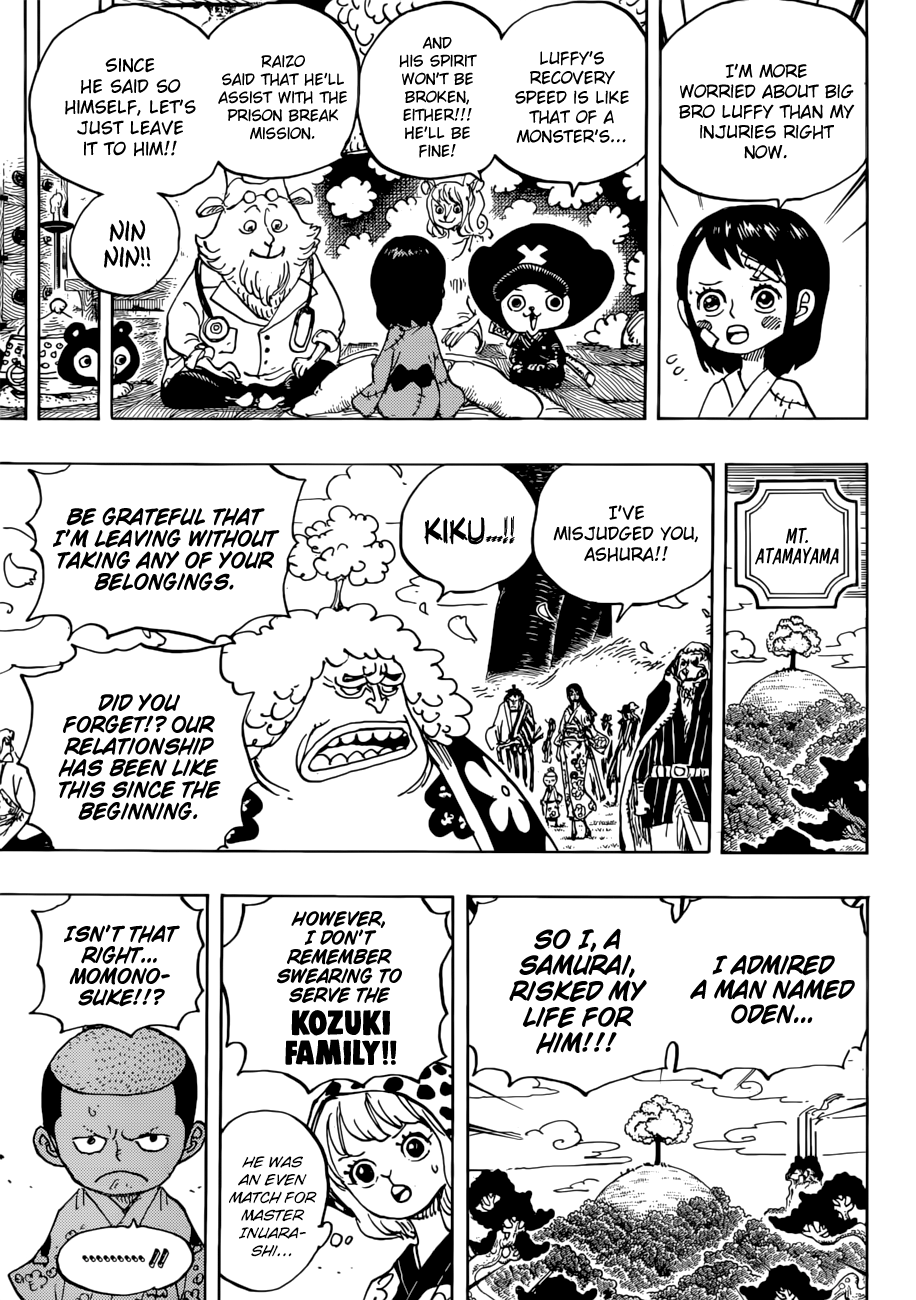 I'M MORE
WORRIED ABOUT BIG
BRO LUFFY THAN MY
INJURIES RIGHT
NOW.
LUFFY'S
RECOVERY
SPEED IS LIKE
THAT OF A
MONSTER'S...
AND
HIS SPIRIT
WON'T BE
BROKEN,
EITHER!!!
HE'LL BE
FINE!
RAIZO
SAID THAT HE'LL
ASSIST WITH THE
PRISON BREAK
MISSION.
SINCE
HE SAID SO
HIMSELF, LET'S
JUST LEAVE
IT TO HIM!!
NIN
NIN!!
MT.
ATAMAYAMA
I'VE
MISJUDGED YOU,
ASHURA!!
KIKU...!!
BE GRATEFUL THAT
I'M LEAVING WITHOUT
TAKING ANY OF YOUR
BELONGINGS.
DID YOU
FORGET!? OUR
RELATIONSHIP
HAS BEEN LIKE
THIS SINCE THE
BEGINNING.
I ADMIRED
A MAN NAMED
ODEN...
SO I, A
SAMURAI,
RISKED MY
LIFE FOR
HIM!!!
HOWEVER,
I DON'T
REMEMBER
SWEARING TO
SERVE THE
KOZUKI
FAMILY!!
HE WAS
AN EVEN
MATCH FOR
MASTER
INUARA-
SHI...
ISN'T THAT
RIGHT...
MOMONO-
SUKE!!?
............!!